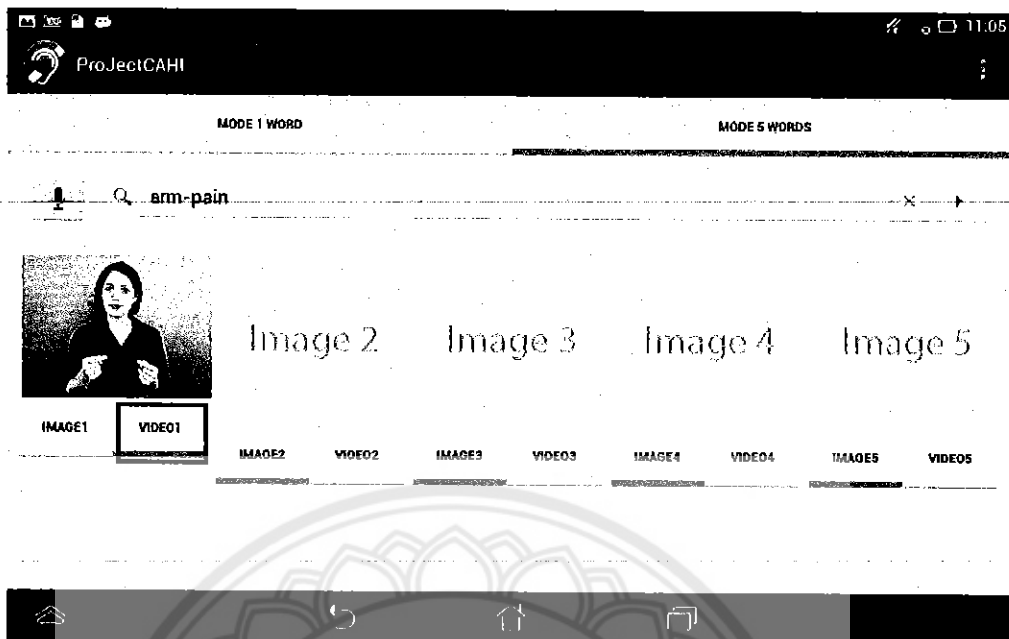 11:05
ProJectCAHI
MODE 1 WORD MODE 5 WORDS
arm-pain
Image 2 Image 3 Image 4 Image 5
IMAGE1 VIDEO1 IMAGE2 VIDEO2 IMAGE3 VIDEO3 IMAGE4 VIDEO4 IMAGE5 VIDEO5